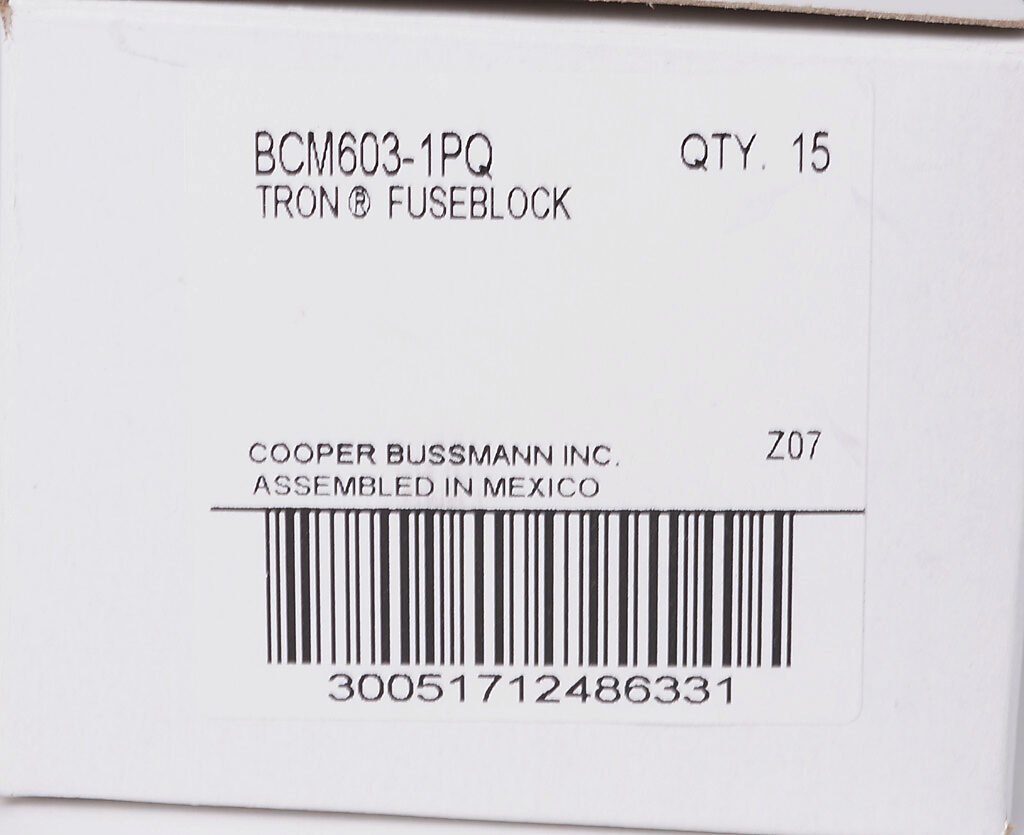 BCM603-1PQ QTY. 15
TRON® FUSEBLOCK
COOPER BUSSMANN INC. Z07
ASSEMBLED IN MEXICO
30051712486331